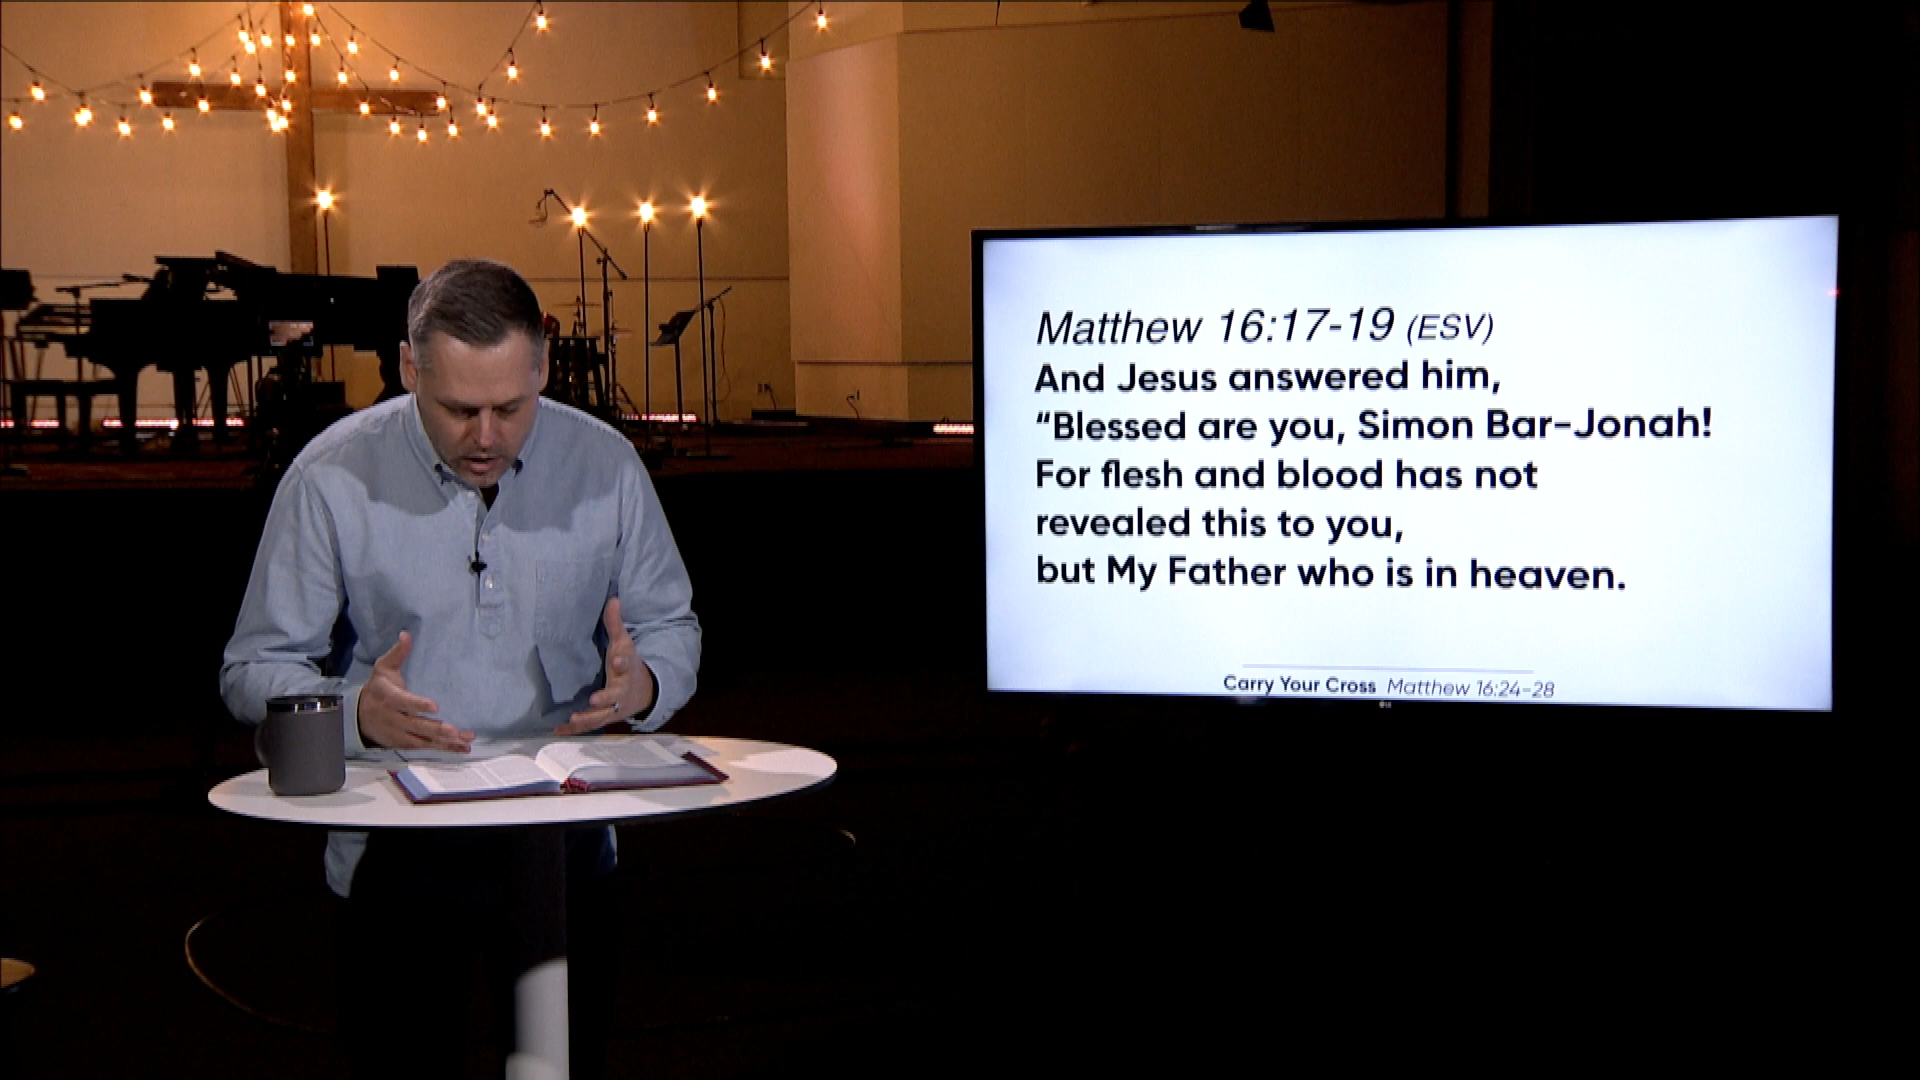 Matthew 16:17-19 (ESV)
And Jesus answered him,
“Blessed are you, Simon Bar-Jonah!
For flesh and blood has not
revealed this to you,
but My Father who is in heaven.
Carry Your Cross Matthew 16:24-28